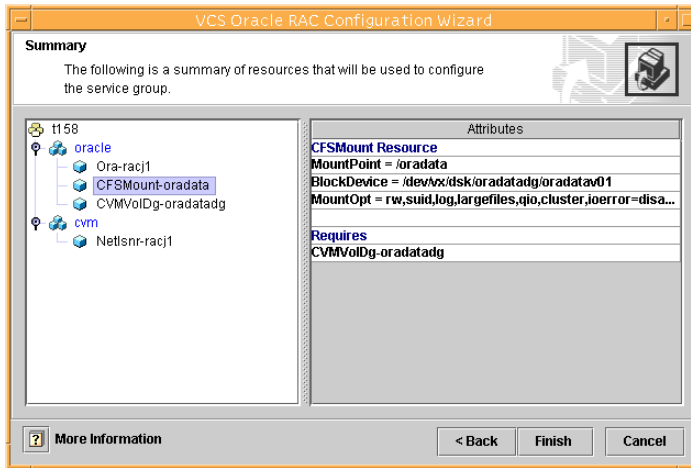 VCS Oracle RAC Configuration Wizard
Summary
The following is a summary of resources that will be used to configure
the service group.
t158
oracle
Ora-racj1
CFSMount-oradata
CVMVolDg-oradatadg
cvm
Netlsnr-racj1
Attributes
CFSMount Resource
MountPoint = /oradata
BlockDevice = /dev/vx/dsk/oradatadg/oradatav01
MountOpt = rw,suid,log,largefiles,qio,cluster,ioerror=disa...
Requires
CVMVolDg-oradatadg
? More Information
< Back
Finish
Cancel